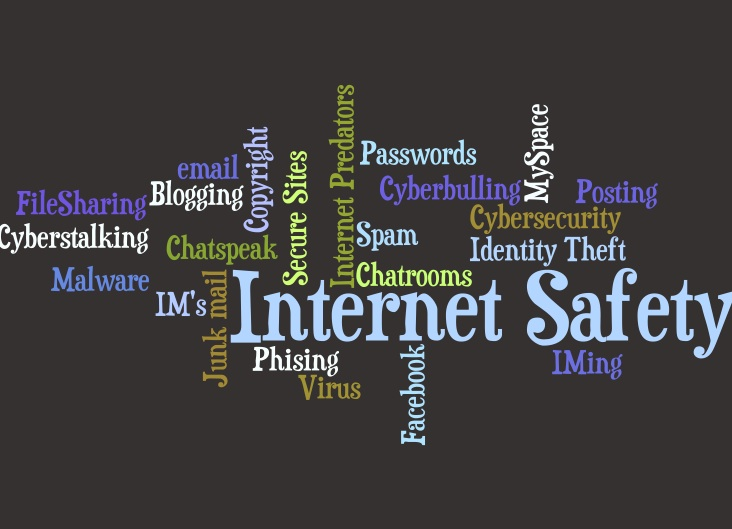 Internet Predators
MySpace
Copyright
Passwords
email
Secure Sites
Cyberbulling
Posting
Blogging
FileSharing
Cybersecurity
Spam
Cyberstalking
Chatspeak
Identity Theft
Malware
Chatrooms
IM's
Junk mail
Internet Safety
Phising
IMing
Virus
Facebook